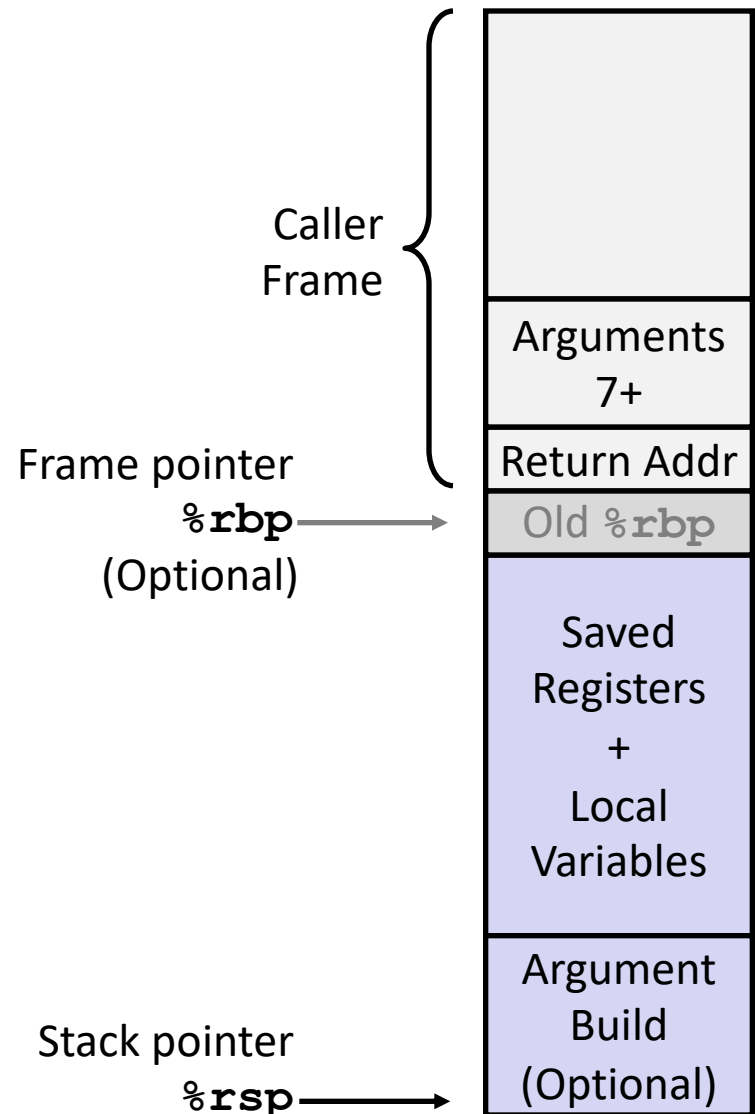 Caller
Frame
Arguments
7+
Return Addr
Frame pointer
%rbp
(Optional)
Old %rbp
Saved
Registers
+
Local
Variables
Argument
Build
(Optional)
Stack pointer
%rsp